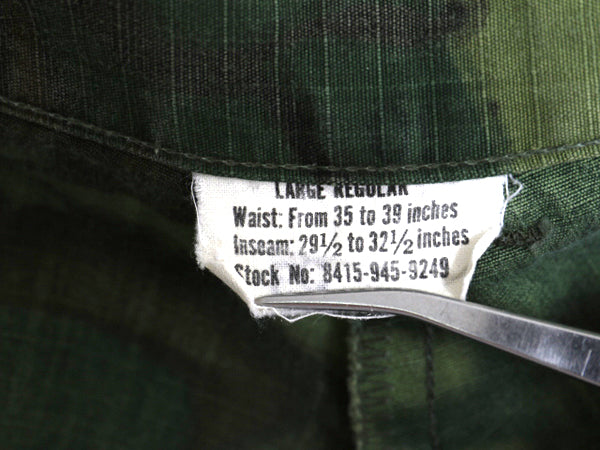 LARGE REGULAR
Waist: From 35 to 39 inches
Inseam: 29½ to 32½ inches
Stock No: 8415-945-9249